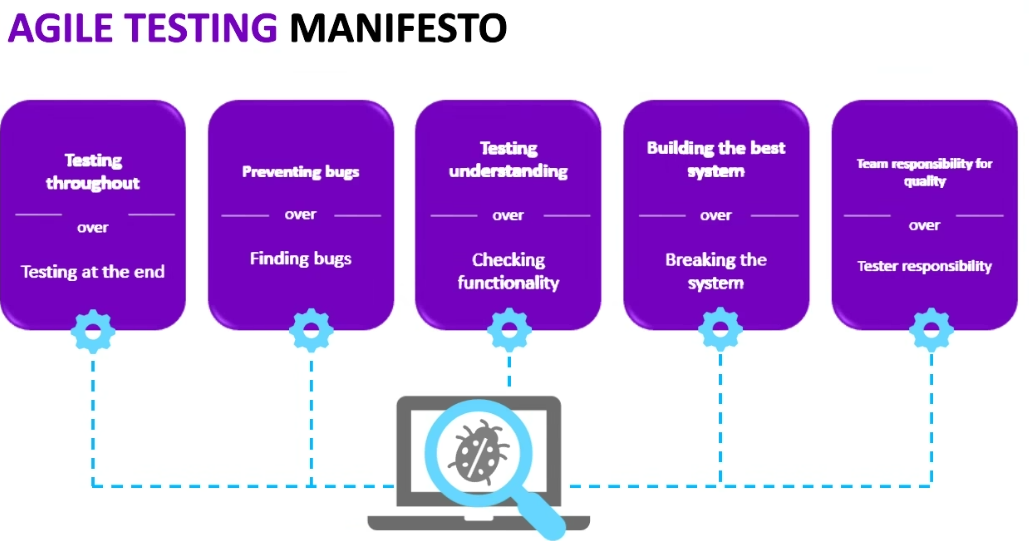 AGILE TESTING MANIFESTO
Testing
throughout
over
Testing at the end
Preventing bugs
over
Finding bugs
Testing
understanding
over
Checking
functionality
Building the best
system
over
Breaking the
system
Team responsibility for
quality
over
Tester responsibility